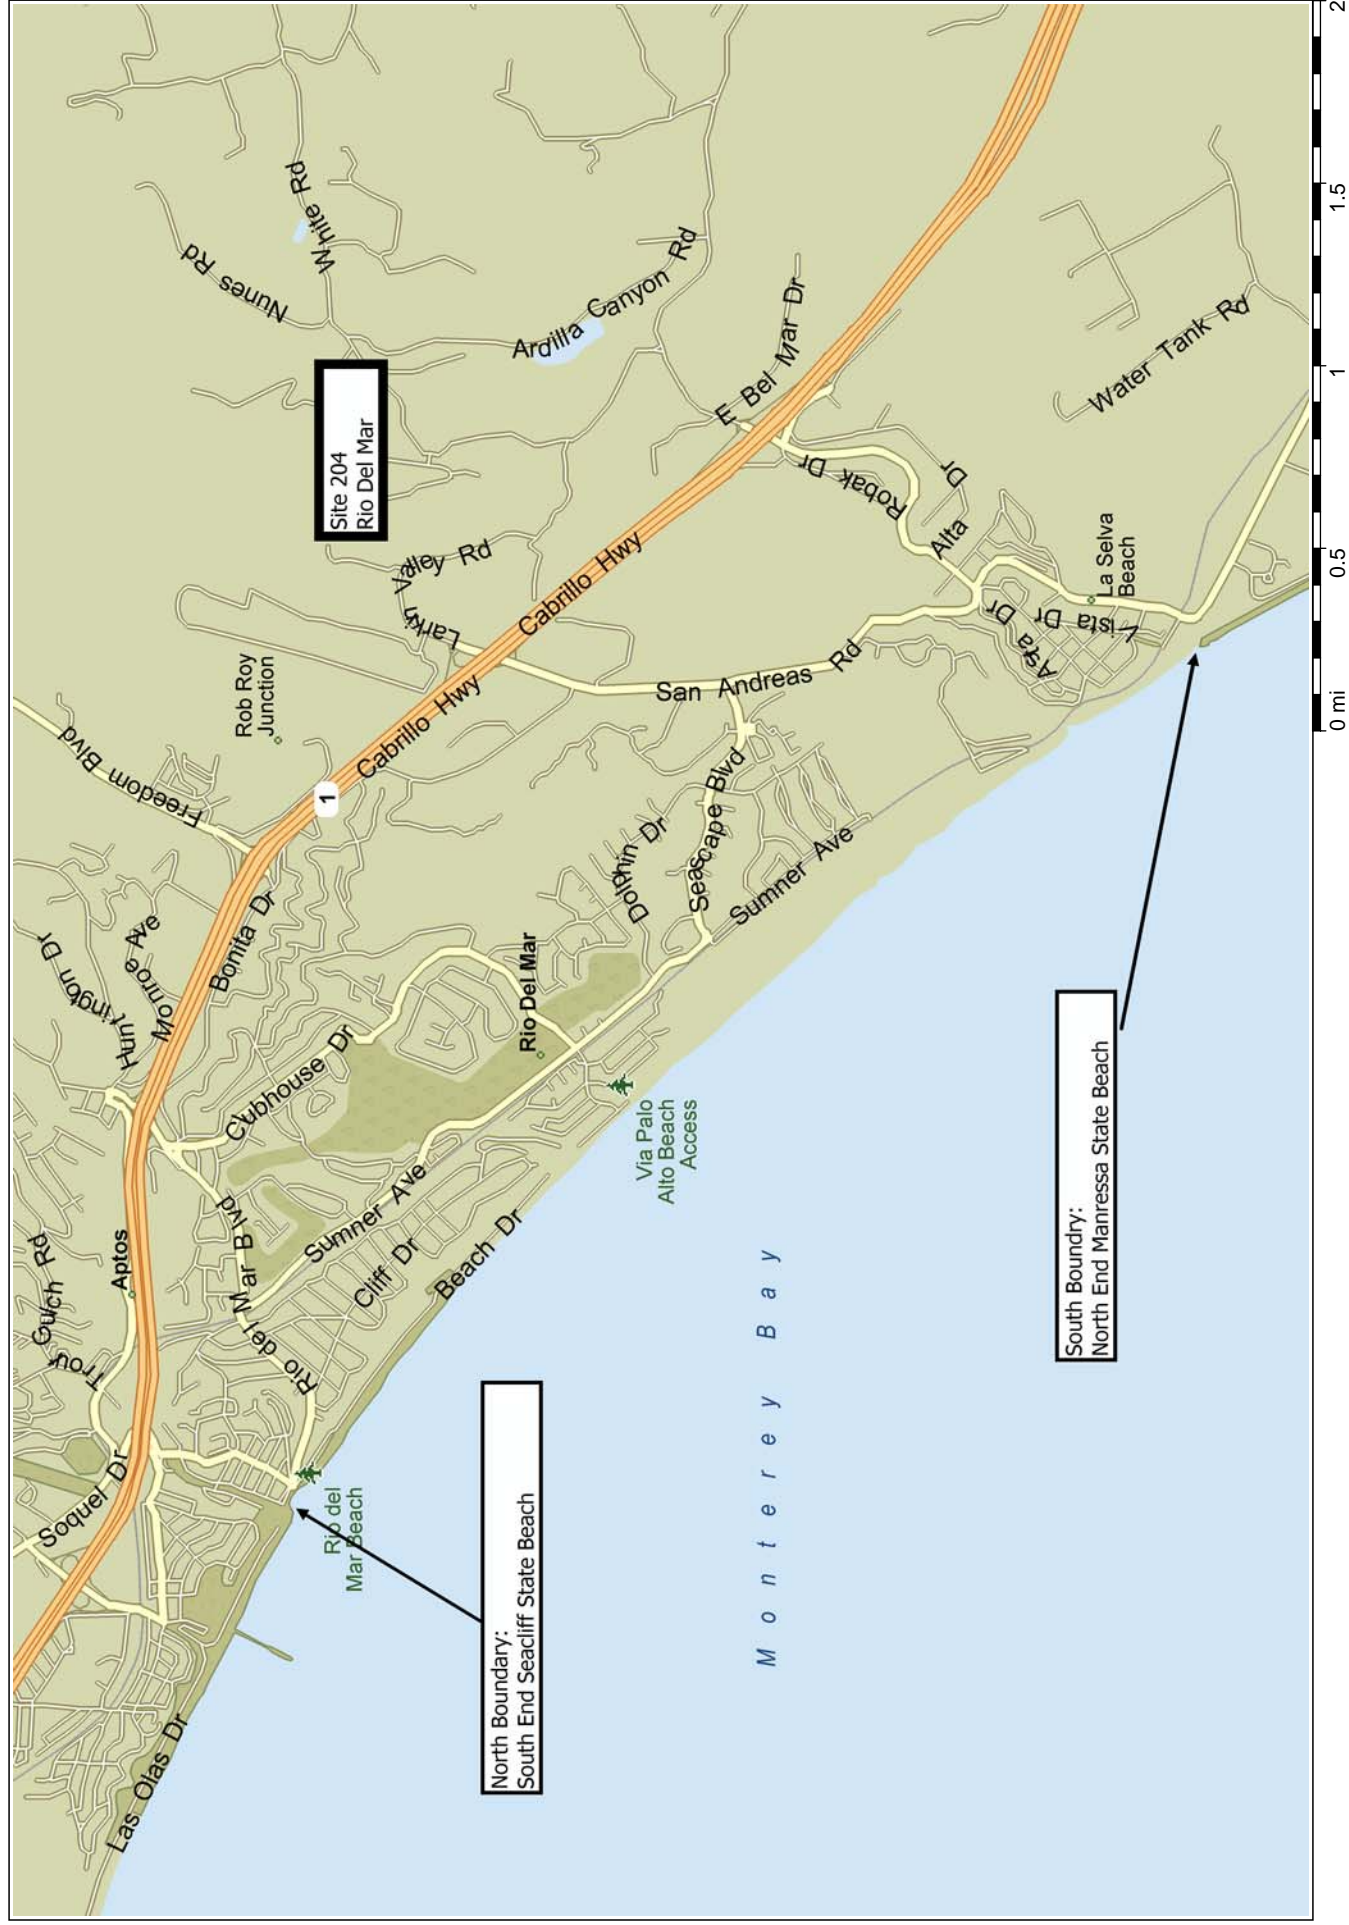 Site 204
Rio Del Mar
North Boundary:
South End Seacliff State Beach
South Boundry:
North End Manressa State Beach
Las Olas Dr
Soquel Dr
Trout Gulch Rd
Aptos
Huntington Dr
Monroe Ave
Bonita Dr
Freedom Blvd
Rob Roy
Junction
1
Cabrillo Hwy
Cabrillo Hwy
Larkin Valley Rd
Nunes Rd
White Rd
Ardilla Canyon Rd
E Bel Mar Dr
Robak Dr
Alta Dr
Water Tank Rd
La Selva
Beach
Vista Dr
Asta Dr
San Andreas Rd
Seascape Blvd
Dolphin Dr
Sumner Ave
Rio Del Mar
Clubhouse Dr
Rio del Mar Blvd
Sumner Ave
Cliff Dr
Beach Dr
Rio del
Mar Beach
Via Palo
Alto Beach
Access
Monterey Bay
0 mi
0.5
1
1.5
2